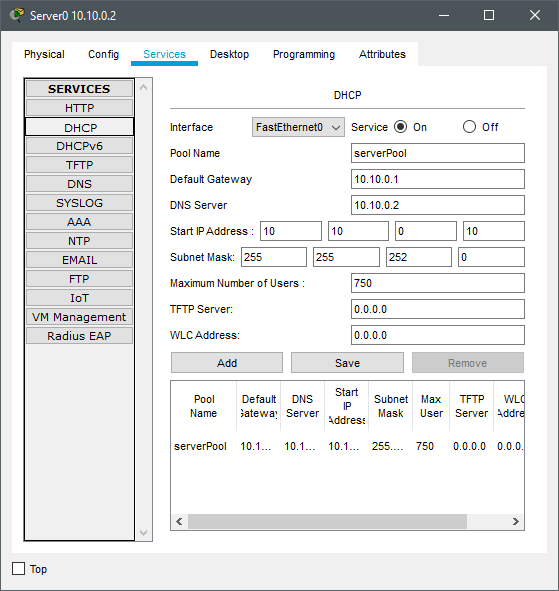 Server0 10.10.0.2
Physical Config Services Desktop Programming Attributes
SERVICES
HTTP
DHCP
DHCPv6
TFTP
DNS
SYSLOG
AAA
NTP
EMAIL
FTP
IoT
VM Management
Radius EAP
DHCP
Interface FastEthernet0 Service On Off
Pool Name serverPool
Default Gateway 10.10.0.1
DNS Server 10.10.0.2
Start IP Address : 10 10 0 10
Subnet Mask: 255 255 252 0
Maximum Number of Users : 750
TFTP Server: 0.0.0.0
WLC Address: 0.0.0.0
Add Save Remove
Pool Name Default Gateway DNS Server Start IP Address Subnet Mask Max User TFTP Server WLC Addre
serverPool 10.1... 10.1... 10.1... 255.... 750 0.0.0.0 0.0.0.
Top